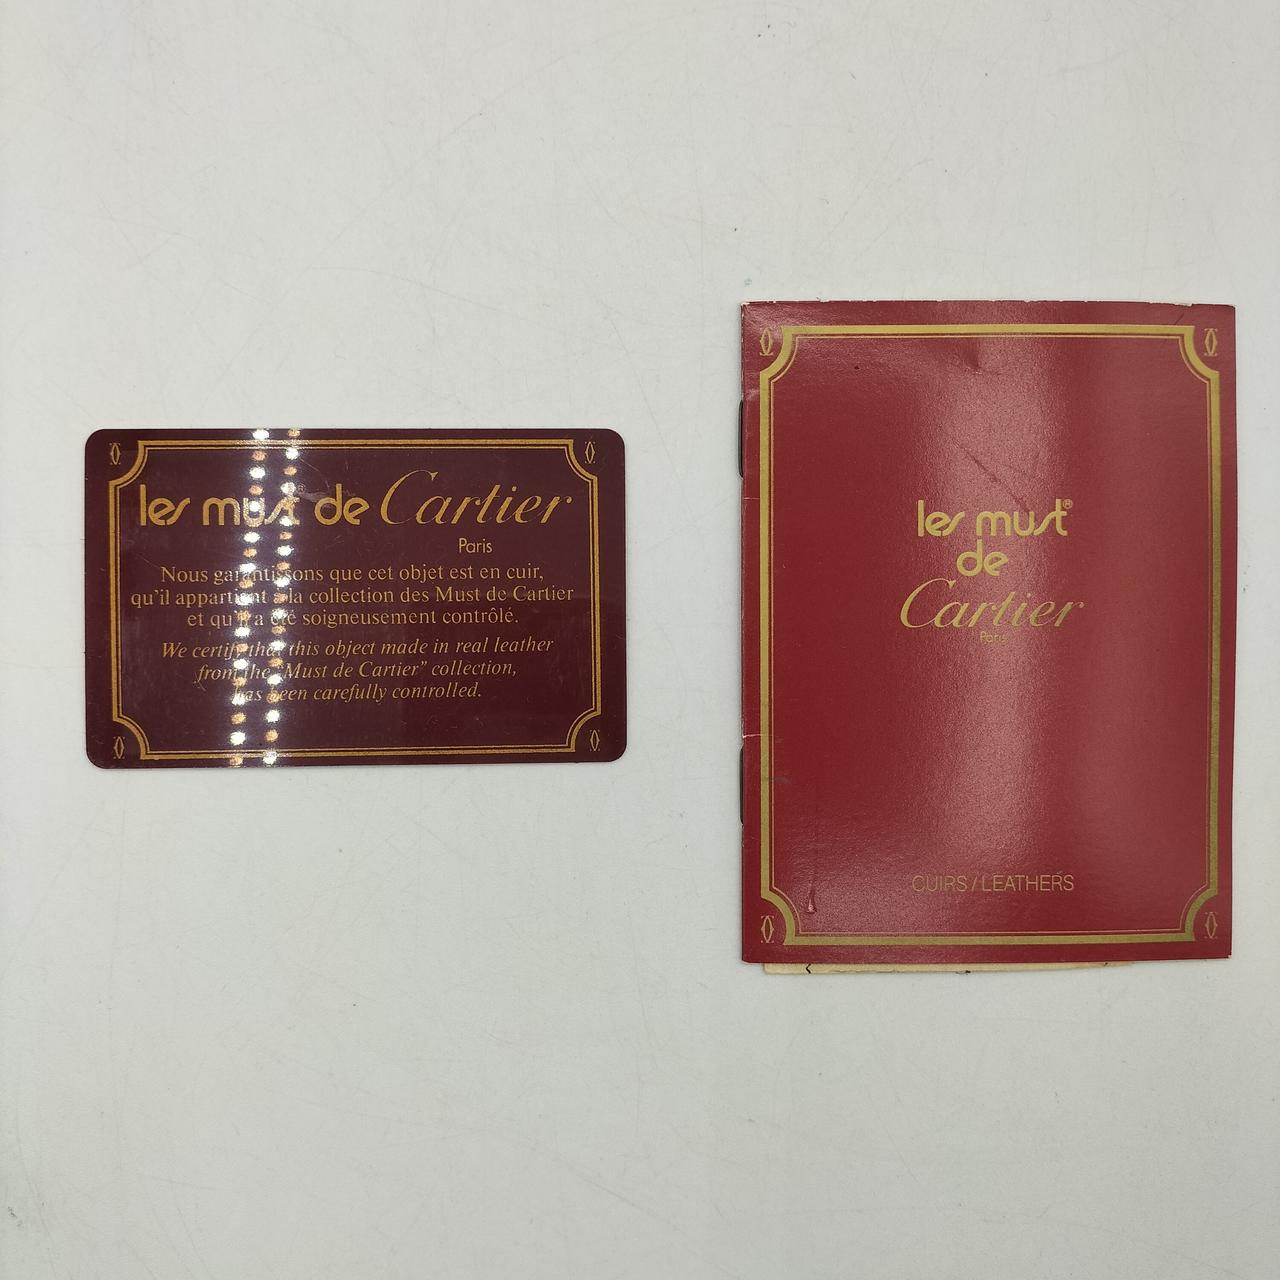 les must® de Cartier
Paris
Nous garantissons que cet objet est en cuir,
qu'il appartient à la collection des Must de Cartier
et qu'il a été soigneusement contrôlé.
We certify that this object made in real leather
from the "Must de Cartier" collection,
has been carefully controlled.
les must®
de
Cartier
Paris
CUIRS / LEATHERS